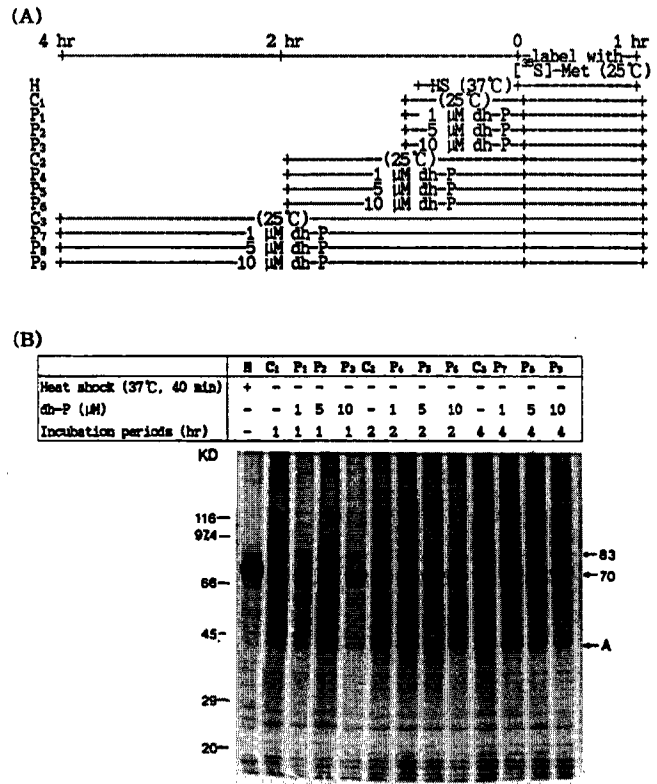 (A)
4 hr 2 hr 0 1 hr
label with
[³⁵S]-Met (25℃)
H HS (37℃)
C₁ (25℃)
P₁ 1 μM dh-P
P₂ 5 μM dh-P
P₃ 10 μM dh-P
C₂ (25℃)
P₄ 1 μM dh-P
P₅ 5 μM dh-P
P₆ 10 μM dh-P
C₃ (25℃)
P₇ 1 μM dh-P
P₈ 5 μM dh-P
P₉ 10 μM dh-P
(B)
H C₁ P₁ P₂ P₃ C₂ P₄ P₅ P₆ C₃ P₇ P₈ P₉
Heat shock (37℃, 40 min) + - - - - - - - - - - - -
dh-P (μM) - - 1 5 10 - 1 5 10 - 1 5 10
Incubation periods (hr) - 1 1 1 1 2 2 2 2 4 4 4 4
KD
116
974
83
70
66
45
A
29
20